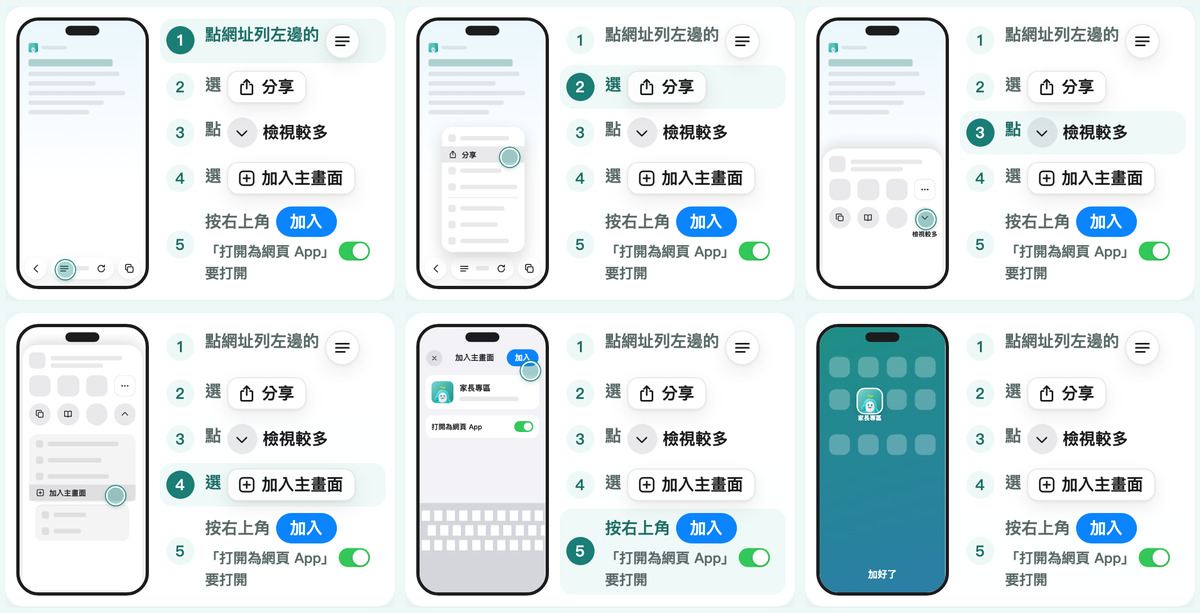 1 點網址列左邊的
2 選 分享
3 點 檢視較多
4 選 加入主畫面
按右上角 加入
5 「打開為網頁 App」
要打開
分享
1 點網址列左邊的
2 選 分享
3 點 檢視較多
4 選 加入主畫面
按右上角 加入
5 「打開為網頁 App」
要打開
檢視較多
1 點網址列左邊的
2 選 分享
3 點 檢視較多
4 選 加入主畫面
按右上角 加入
5 「打開為網頁 App」
要打開
加入主畫面
1 點網址列左邊的
2 選 分享
3 點 檢視較多
4 選 加入主畫面
按右上角 加入
5 「打開為網頁 App」
要打開
加入主畫面 加入
家長專區
打開為網頁 App
1 點網址列左邊的
2 選 分享
3 點 檢視較多
4 選 加入主畫面
按右上角 加入
5 「打開為網頁 App」
要打開
家長專區
加好了
1 點網址列左邊的
2 選 分享
3 點 檢視較多
4 選 加入主畫面
按右上角 加入
5 「打開為網頁 App」
要打開